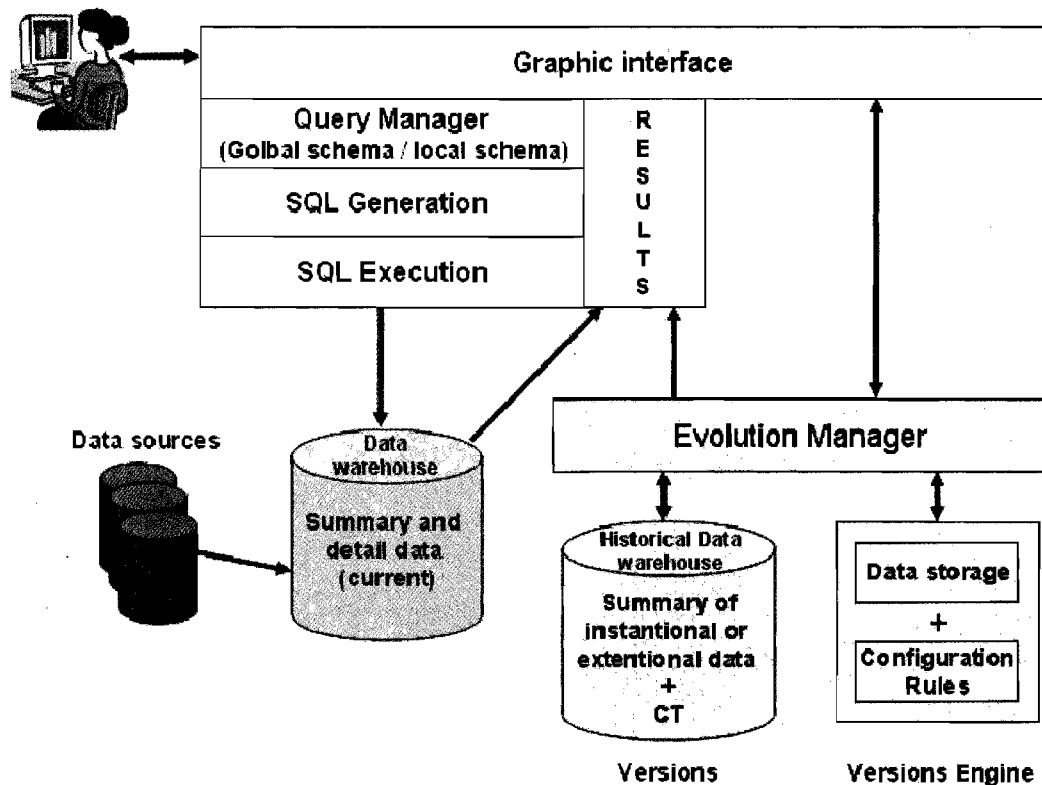 Graphic interface
Query Manager
(Golbal schema / local schema)
SQL Generation
SQL Execution
R
E
S
U
L
T
S
Evolution Manager
Data sources
Data
warehouse
Summary and
detail data
(current)
Historical Data
warehouse
Summary of
instantional or
extentional data
+
CT
Data storage
+
Configuration
Rules
Versions
Versions Engine